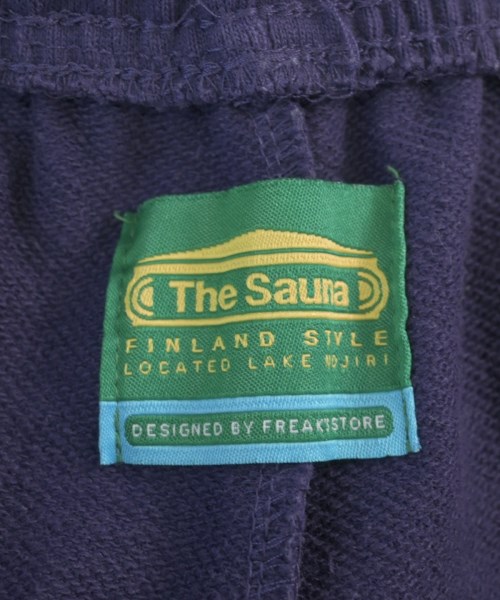 The Sauna
FINLAND STYLE
LOCATED LAKE NOJIRI
DESIGNED BY FREAK'S STORE